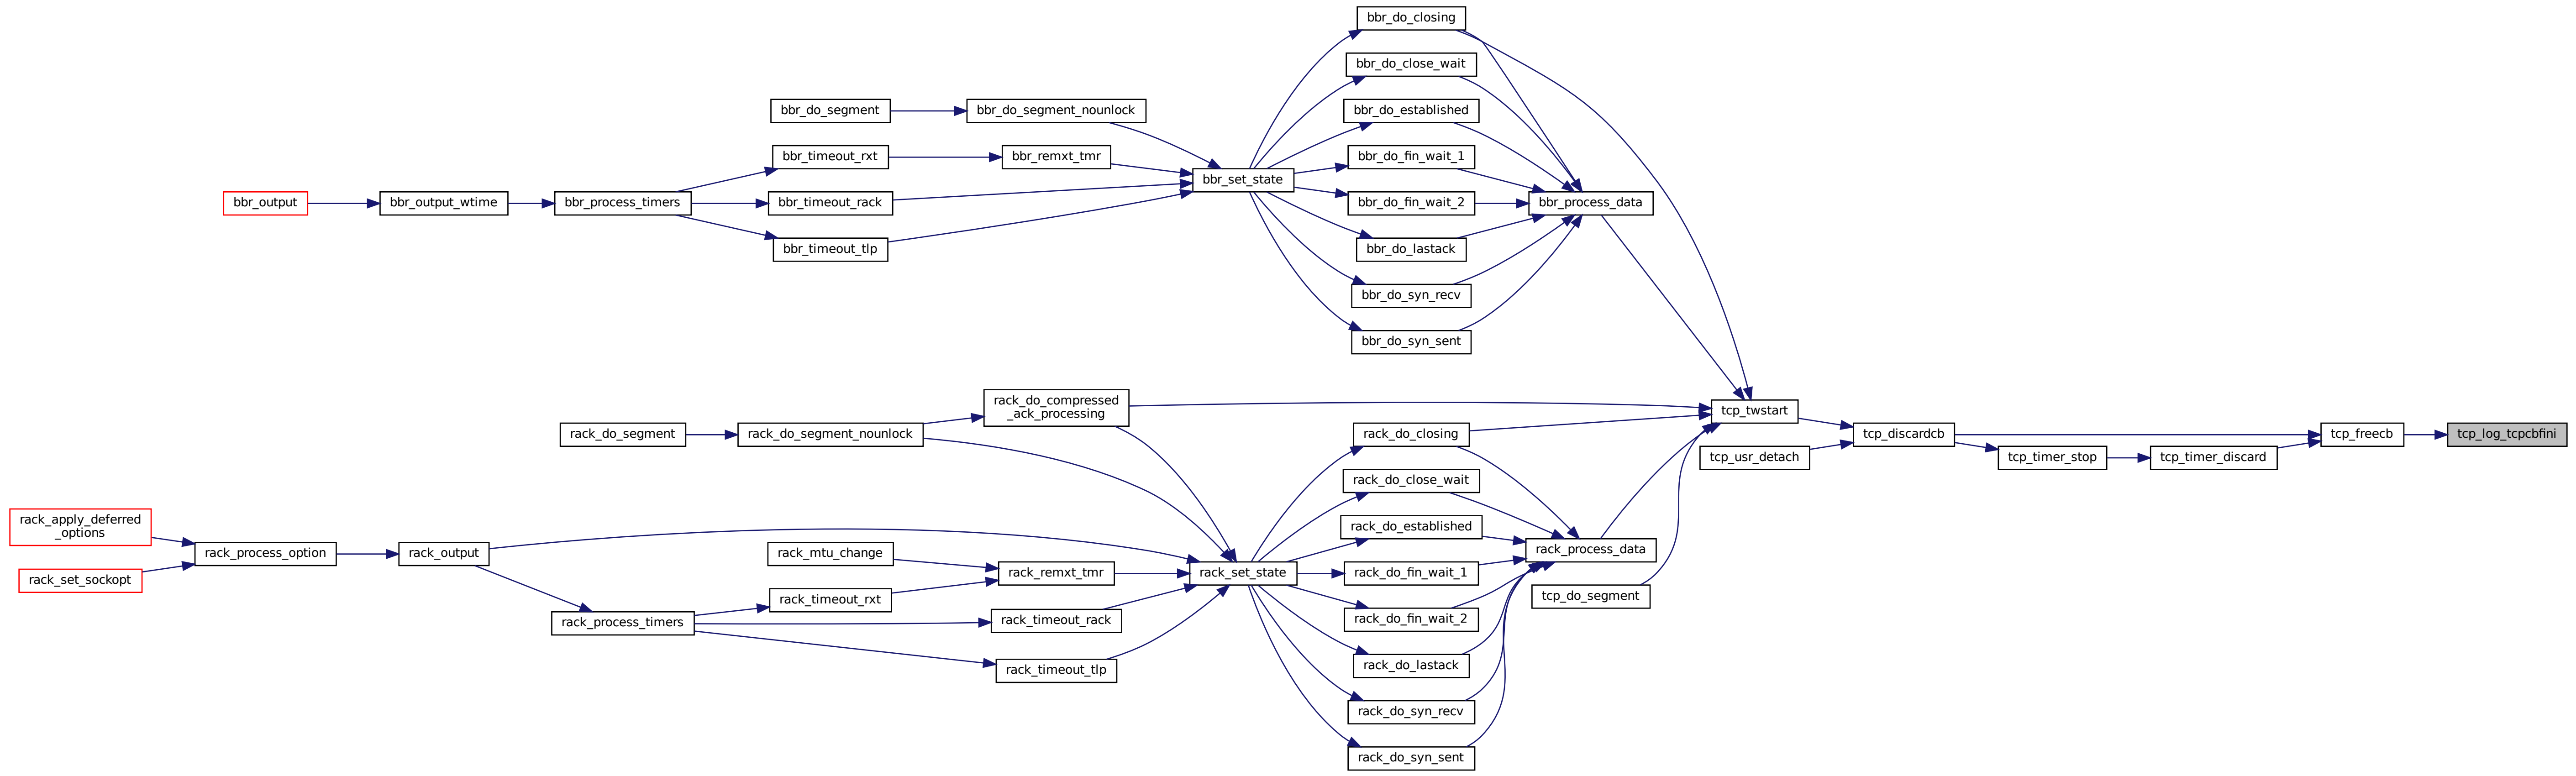 bbr_do_closing
bbr_do_close_wait
bbr_do_segment
bbr_do_segment_nounlock
bbr_do_established
bbr_timeout_rxt
bbr_remxt_tmr
bbr_do_fin_wait_1
bbr_set_state
bbr_output
bbr_output_wtime
bbr_process_timers
bbr_timeout_rack
bbr_do_fin_wait_2
bbr_process_data
bbr_timeout_tlp
bbr_do_lastack
bbr_do_syn_recv
bbr_do_syn_sent
rack_do_compressed
_ack_processing
tcp_twstart
rack_do_segment
rack_do_segment_nounlock
rack_do_closing
tcp_discardcb
tcp_freecb
tcp_log_tcpcbfini
tcp_usr_detach
tcp_timer_stop
tcp_timer_discard
rack_do_close_wait
rack_apply_deferred
_options
rack_do_established
rack_process_option
rack_output
rack_mtu_change
rack_process_data
rack_set_sockopt
rack_remxt_tmr
rack_set_state
rack_do_fin_wait_1
rack_timeout_rxt
tcp_do_segment
rack_process_timers
rack_timeout_rack
rack_do_fin_wait_2
rack_timeout_tlp
rack_do_lastack
rack_do_syn_recv
rack_do_syn_sent